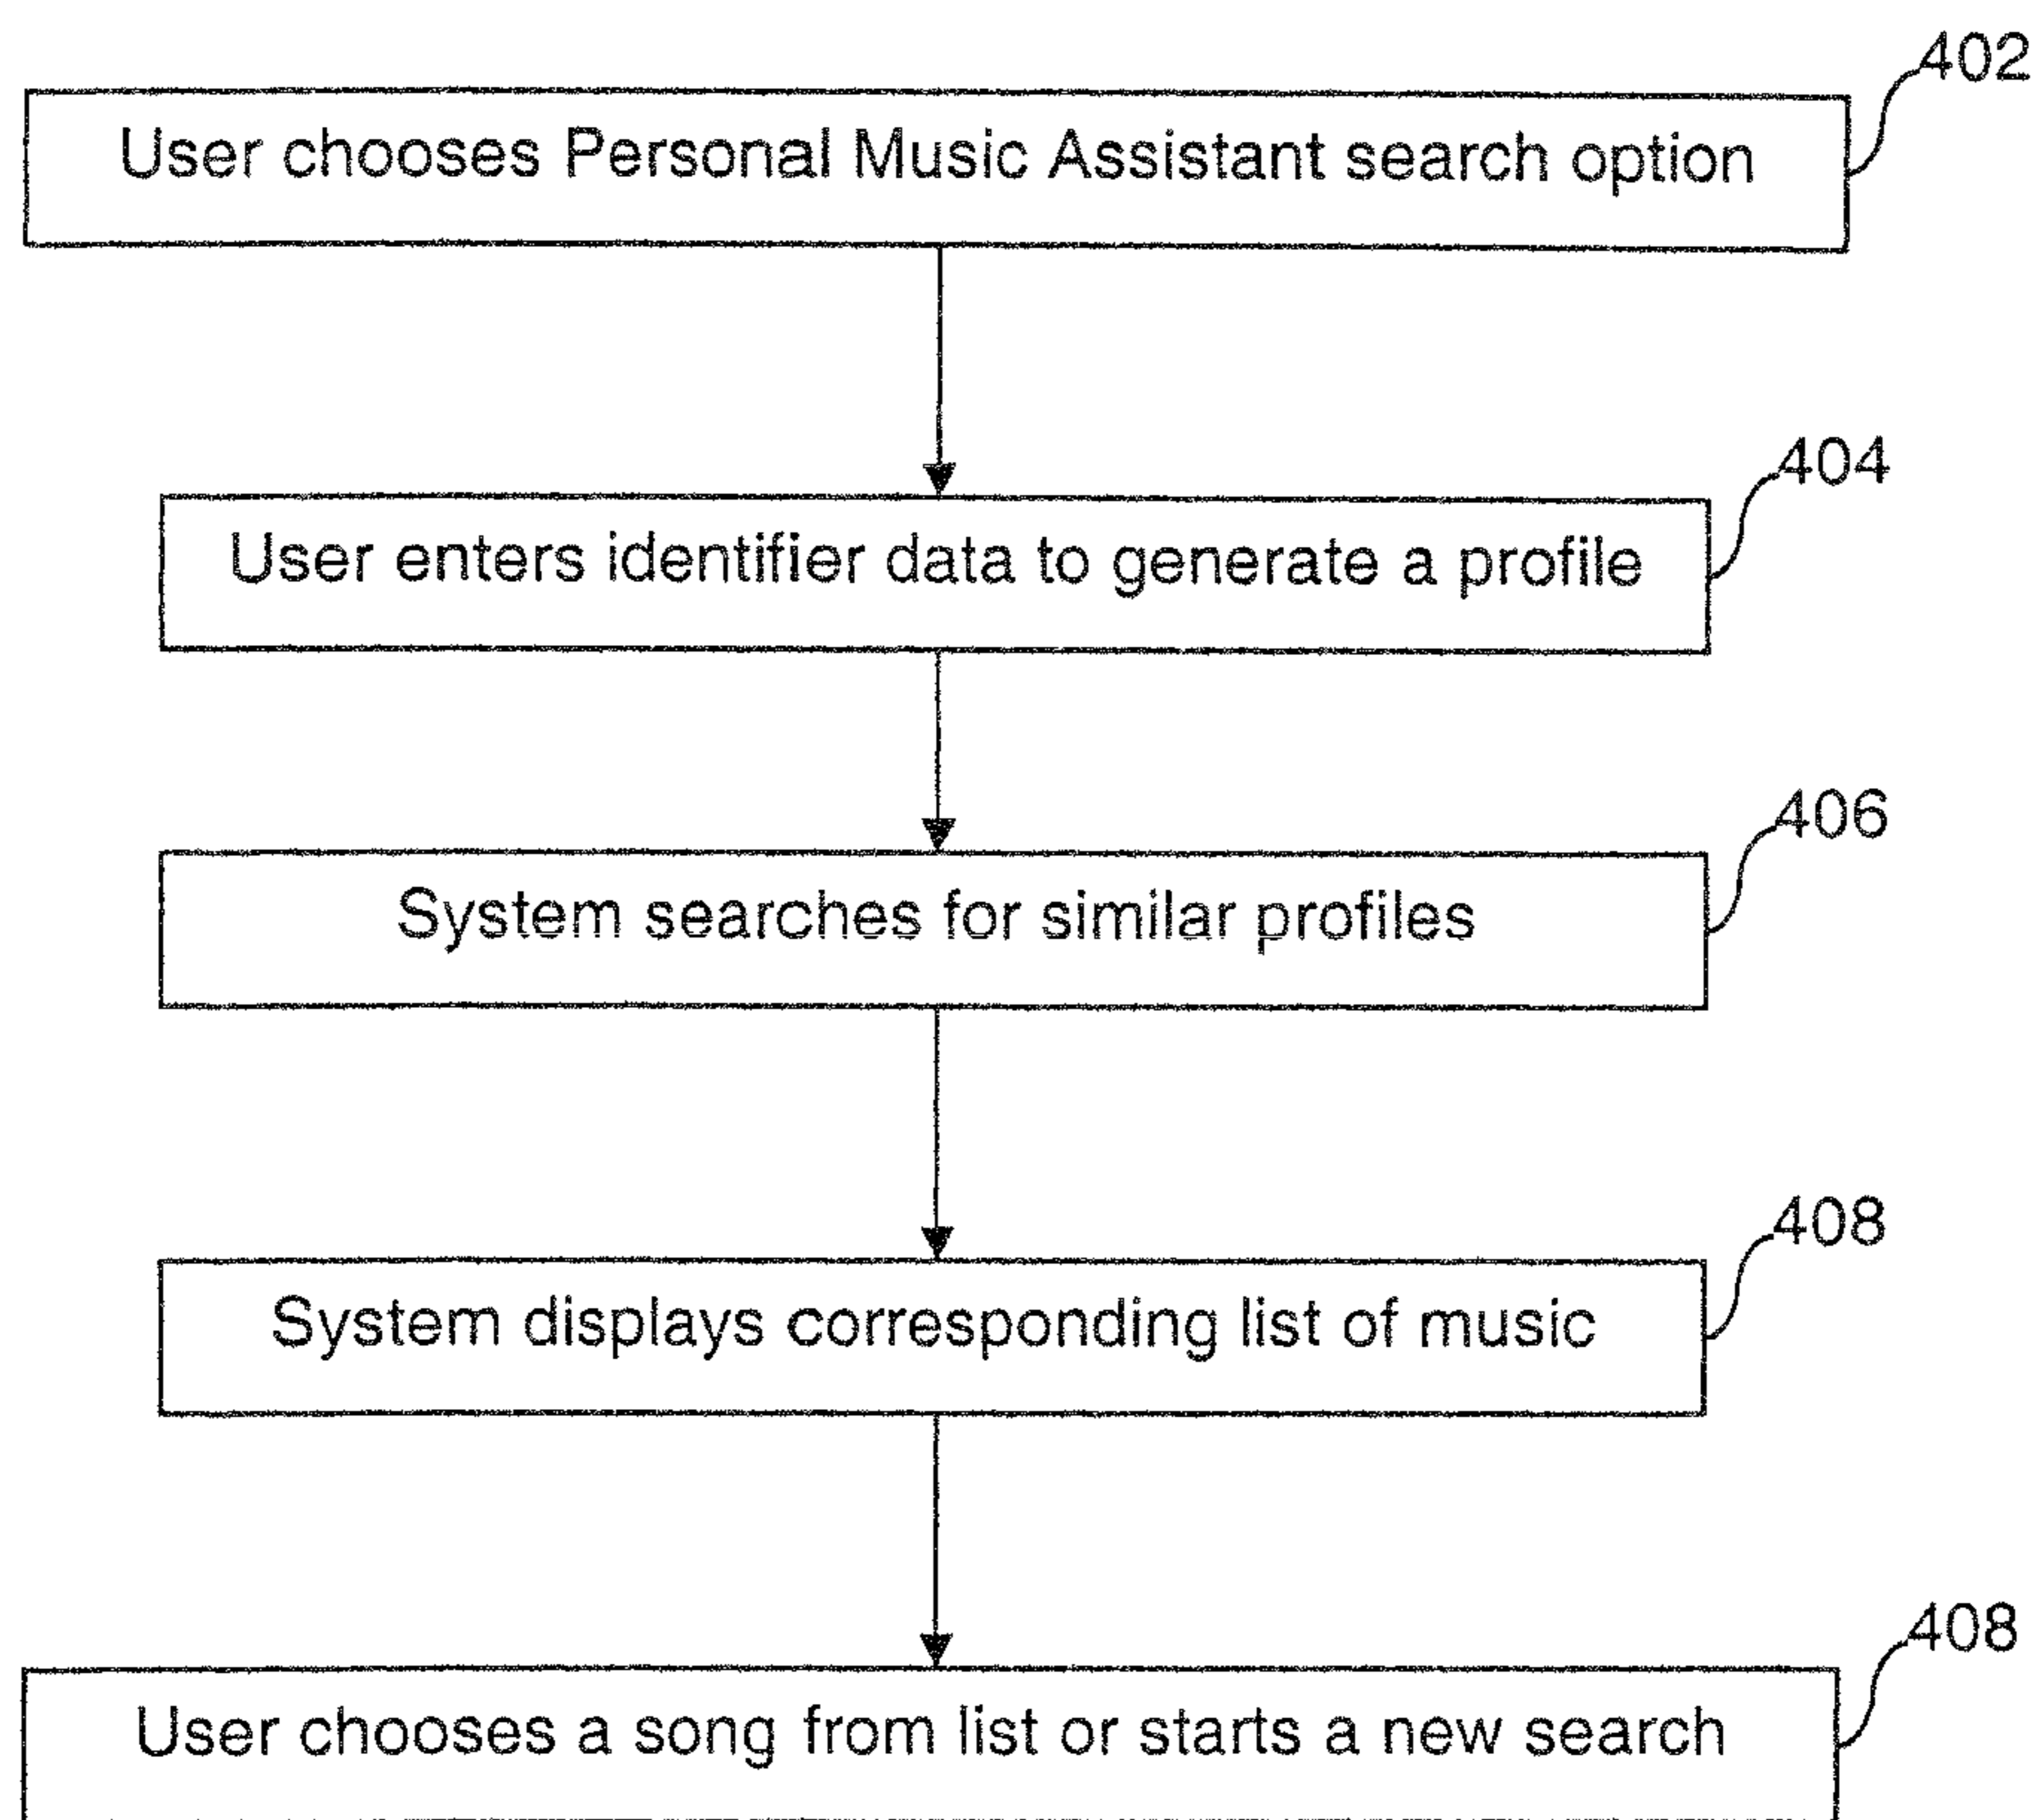 402
User chooses Personal Music Assistant search option
404
User enters identifier data to generate a profile
406
System searches for similar profiles
408
System displays corresponding list of music
408
User chooses a song from list or starts a new search